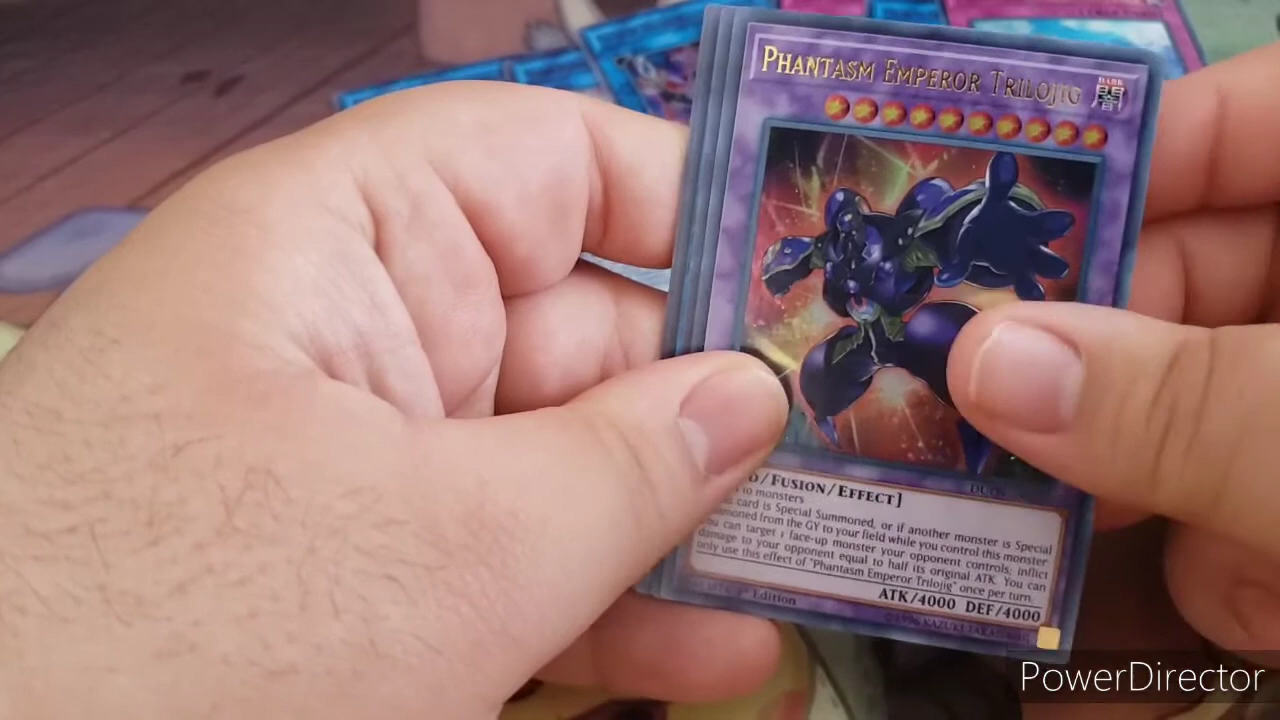 PHANTASM EMPEROR TRILOJIG
DARK
闇
/FUSION/EFFECT]
10 monsters
card is Special Summoned, or if another monster is Special
from the GY to your field while you control this monster
can target 1 face-up monster your opponent controls; inflict
damage to your opponent equal to half its original ATK. You can
only use this effect of "Phantasm Emperor Trilojig" once per turn.
ATK/4000 DEF/4000
Edition
©1996 KAZUKI
PowerDirector